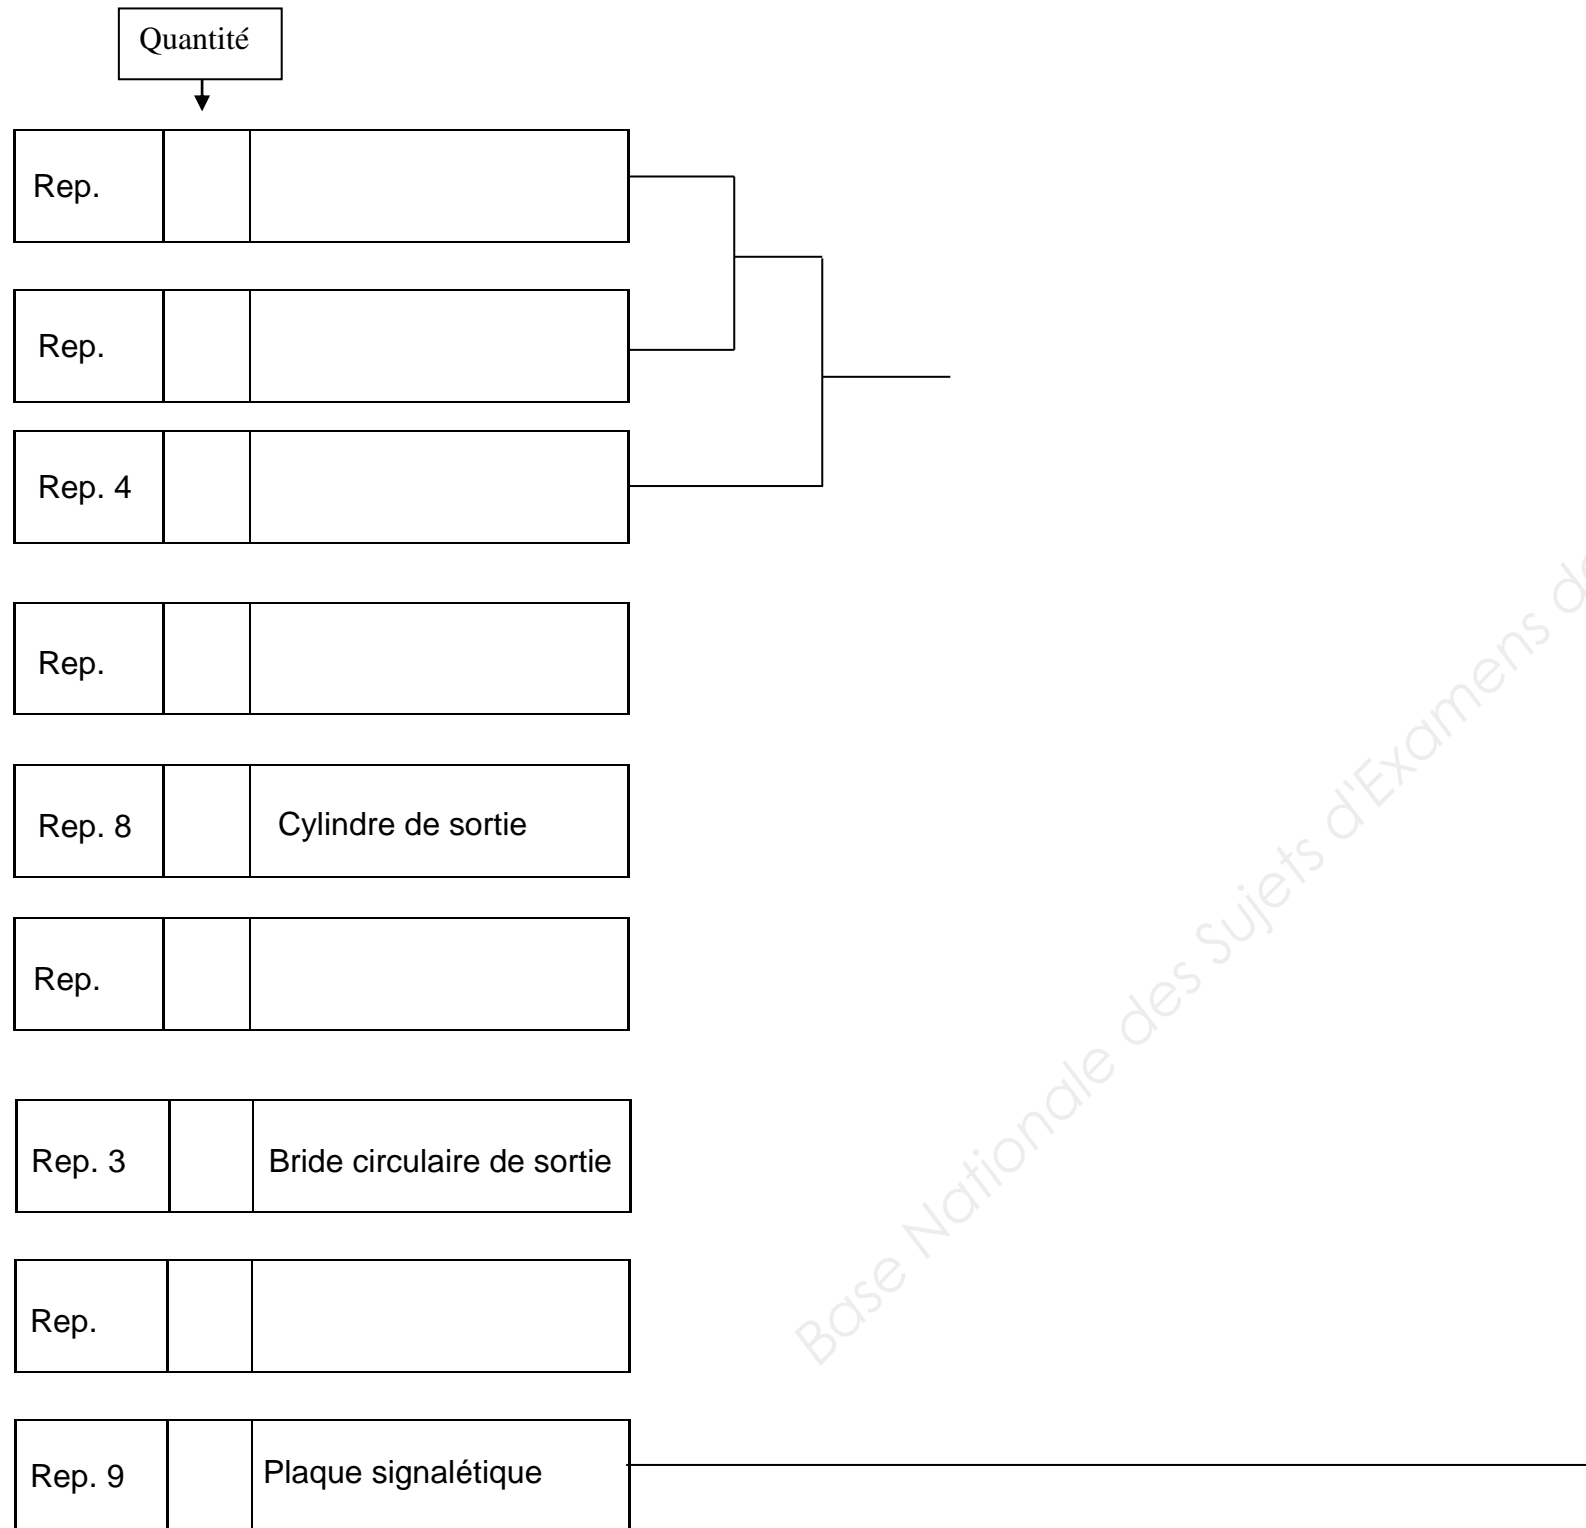 Quantité
Rep.
Rep.
Rep. 4
Rep.
Rep. 8 Cylindre de sortie
Rep.
Rep. 3 Bride circulaire de sortie
Rep.
Rep. 9 Plaque signalétique
Base Nationale des Sujets d'Examens de